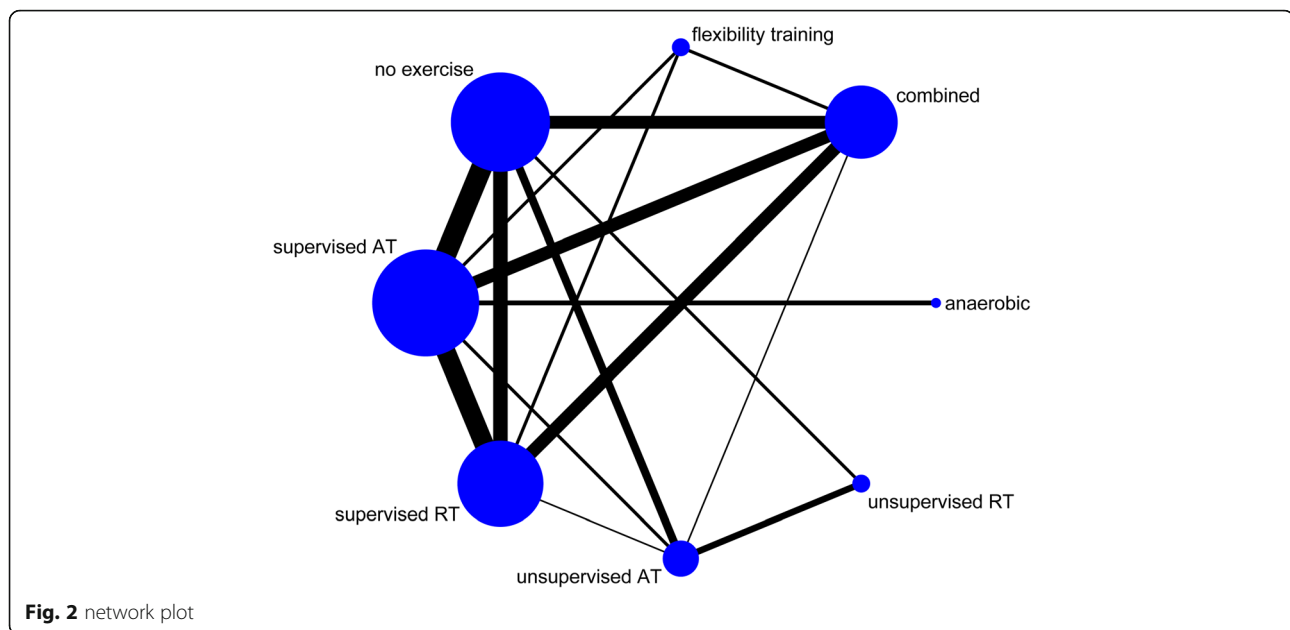 flexibility training
no exercise
combined
supervised AT
anaerobic
unsupervised RT
supervised RT
unsupervised AT
Fig. 2 network plot